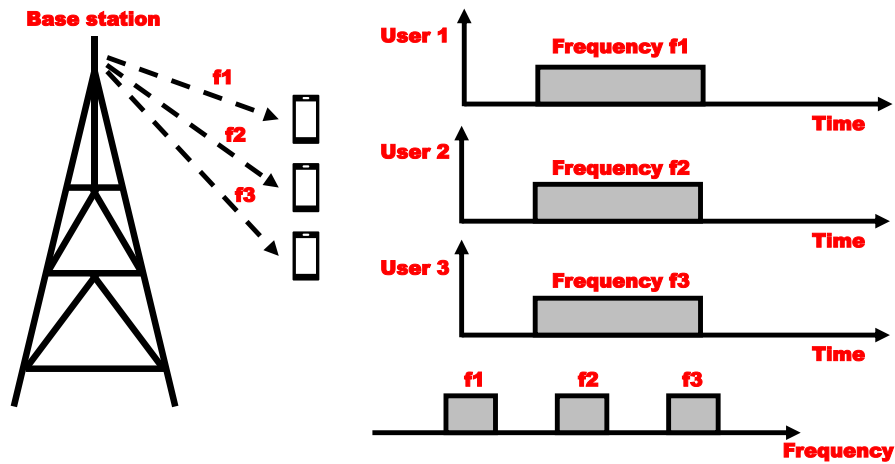 Base station
f1
f2
f3
User 1
Frequency f1
Time
User 2
Frequency f2
Time
User 3
Frequency f3
Time
f1 f2 f3
Frequency